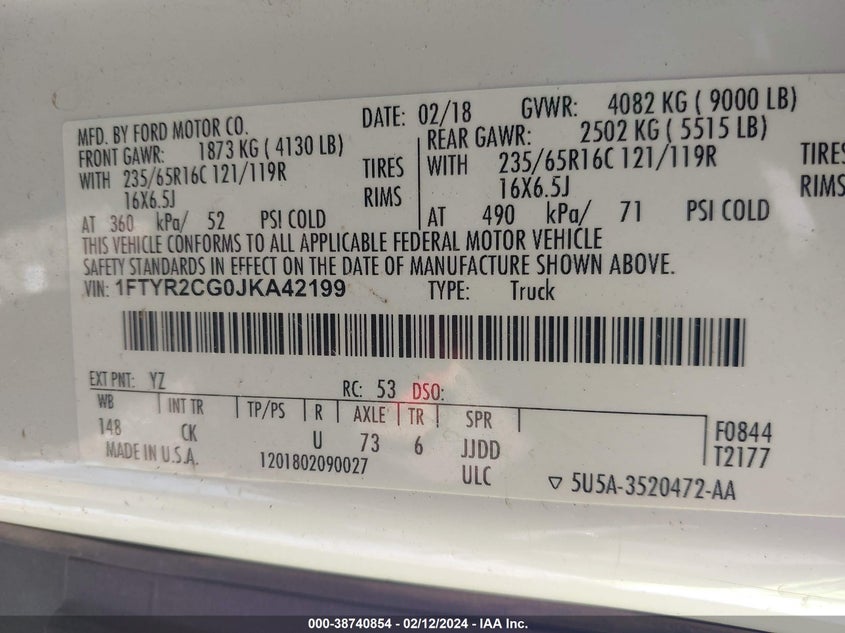 MFD. BY FORD MOTOR CO. DATE: 02/18 GVWR: 4082 KG ( 9000 LB)
FRONT GAWR: 1873 KG ( 4130 LB) REAR GAWR: 2502 KG ( 5515 LB)
WITH 235/65R16C 121/119R TIRES WITH 235/65R16C 121/119R TIRES
16X6.5J RIMS 16X6.5J RIMS
AT 360 kPa/ 52 PSI COLD AT 490 kPa/ 71 PSI COLD
THIS VEHICLE CONFORMS TO ALL APPLICABLE FEDERAL MOTOR VEHICLE
SAFETY STANDARDS IN EFFECT ON THE DATE OF MANUFACTURE SHOWN ABOVE.
VIN: 1FTYR2CG0JKA42199 TYPE: Truck
EXT PNT: YZ RC: 53 DSO:
WB INT TR TP/PS R AXLE TR SPR
148 CK U 73 6 JJDD F0844
MADE IN U.S.A. 1201802090027 ULC T2177
▽ 5U5A-3520472-AA
000-38740854 - 02/12/2024 - IAA Inc.